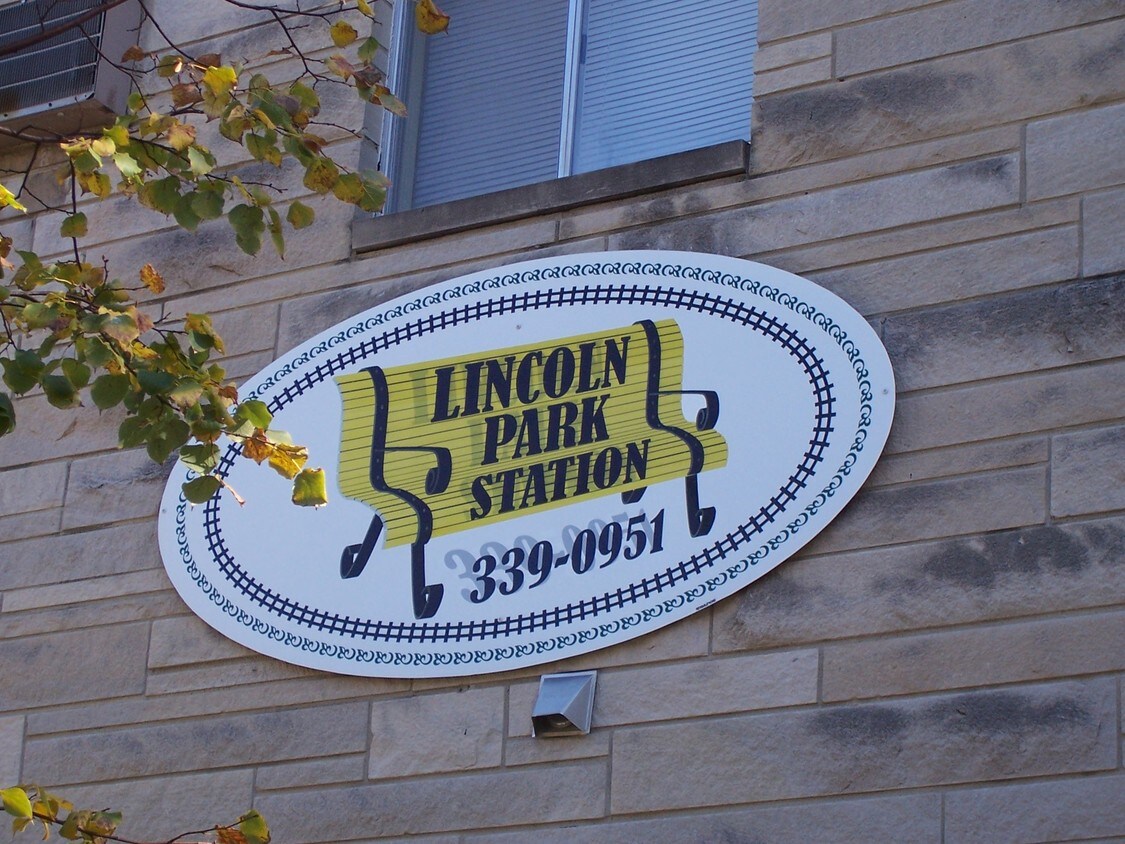 LINCOLN
PARK
STATION
339-0951